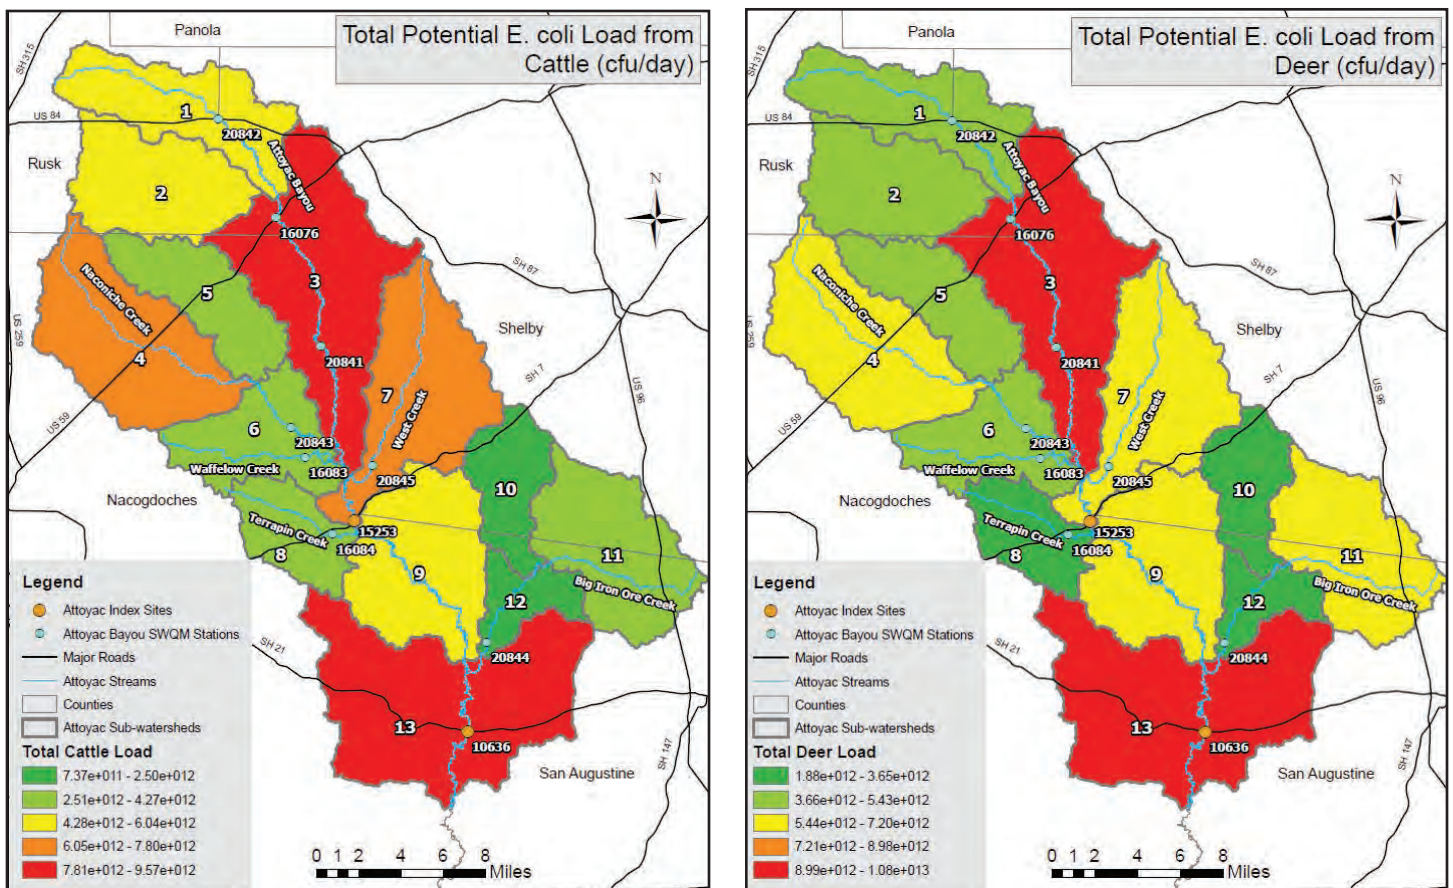 Total Potential E. coli Load from
Cattle (cfu/day)
Panola
SH 315
US 84
1
20842
Rusk
Attoyac Bayou
2
N
16076
SH 87
Naconiche Creek
5
3
Shelby
US 259
4
20841
SH 7
7
US 96
US 59
West Creek
6
20843
Waffelow Creek
16083
20845
10
Nacogdoches
Terrapin Creek
15253
16084
8
9
11
Big Iron Ore Creek
12
SH 21
20844
13
10636
SH 147
San Augustine
Legend
Attoyac Index Sites
Attoyac Bayou SWQM Stations
Major Roads
Attoyac Streams
Counties
Attoyac Sub-watersheds
Total Cattle Load
7.37e+011 - 2.50e+012
2.51e+012 - 4.27e+012
4.28e+012 - 6.04e+012
6.05e+012 - 7.80e+012
7.81e+012 - 9.57e+012
0 1 2 4 6 8
Miles
Total Potential E. coli Load from
Deer (cfu/day)
Panola
SH 315
US 84
1
20842
Rusk
Attoyac Bayou
2
N
16076
SH 87
Naconiche Creek
5
3
Shelby
US 259
4
20841
SH 7
7
US 96
US 59
West Creek
6
20843
Waffelow Creek
16083
20845
10
Nacogdoches
Terrapin Creek
15253
16084
8
9
11
Big Iron Ore Creek
12
SH 21
20844
13
10636
SH 147
San Augustine
Legend
Attoyac Index Sites
Attoyac Bayou SWQM Stations
Major Roads
Attoyac Streams
Counties
Attoyac Sub-watersheds
Total Deer Load
1.88e+012 - 3.65e+012
3.66e+012 - 5.43e+012
5.44e+012 - 7.20e+012
7.21e+012 - 8.98e+012
8.99e+012 - 1.08e+013
0 1 2 4 6 8
Miles